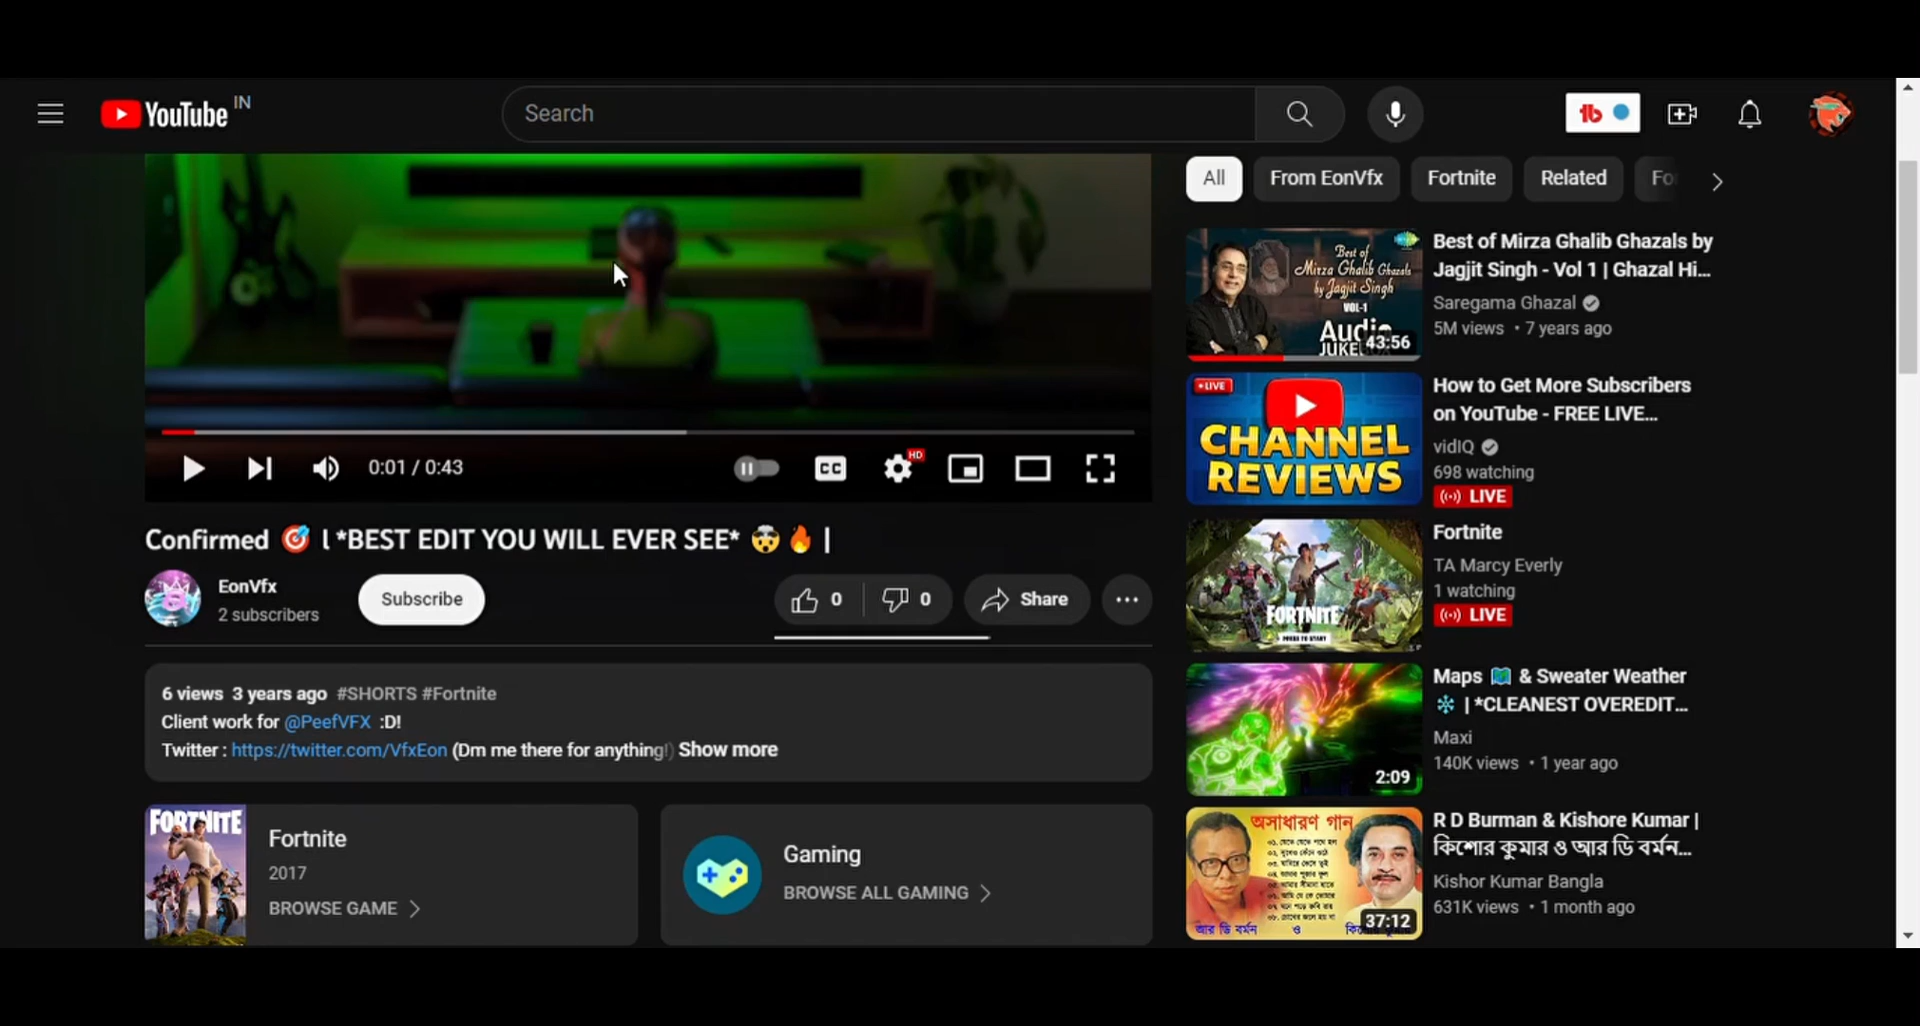 YouTube IN
Search
tb
All
From EonVfx
Fortnite
Related
Fo
HD
CC
0:01 / 0:43
Confirmed 🎯 l *BEST EDIT YOU WILL EVER SEE* 🤯🔥 |
EonVfx
2 subscribers
Subscribe
0
0
Share
6 views 3 years ago #SHORTS #Fortnite
Client work for @PeefVFX :D!
Twitter : https://twitter.com/VfxEon (Dm me there for anything!) Show more
FORTNITE
Fortnite
2017
BROWSE GAME
Gaming
BROWSE ALL GAMING
Best of
Mirza Ghalib Ghazals
by Jagjit Singh
VOL-1
Audio
JUKEB
43:56
Best of Mirza Ghalib Ghazals by
Jagjit Singh - Vol 1 | Ghazal Hi...
Saregama Ghazal
5M views • 7 years ago
LIVE
CHANNEL
REVIEWS
How to Get More Subscribers
on YouTube - FREE LIVE...
vidIQ
698 watching
LIVE
FORTNITE
Fortnite
TA Marcy Everly
1 watching
LIVE
2:09
Maps 🗺️ & Sweater Weather
❄️ | *CLEANEST OVEREDIT...
Maxi
140K views • 1 year ago
অসাধারণ গান
আর ডি বর্মন ও কি
37:12
R D Burman & Kishore Kumar |
কিশোর কুমার ও আর ডি বর্মন...
Kishor Kumar Bangla
631K views • 1 month ago